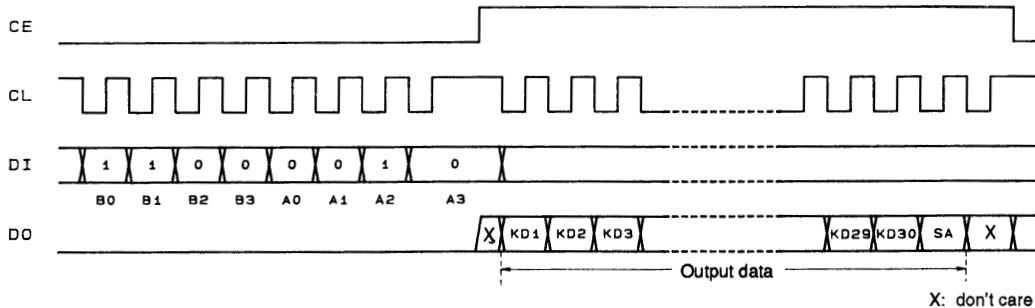 CE
CL
DI 1 1 0 0 0 0 1 0
B0 B1 B2 B3 A0 A1 A2 A3
DO X KD1 KD2 KD3 KD29 KD30 SA X
Output data
X: don't care